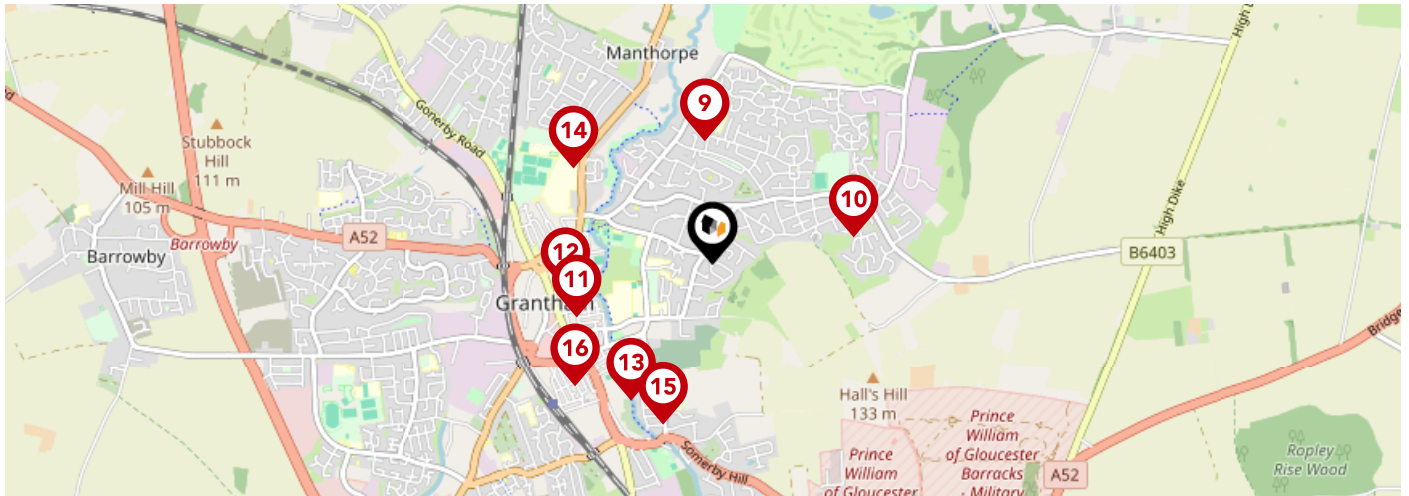 High D
Manthorpe
9
Gonerby Road
14
Stubbock
Hill
111 m
Mill Hill
105 m
10
High Dike
Barrowby
A52
Barrowby
12
B6403
11
Grantham
Bridge
16
13
15
Hall's Hill
133 m
Prince
William
of Gloucester
Barracks
- Military
Prince
William
of Gloucester
Somerby Hill
A52
Ropley
Rise Wood